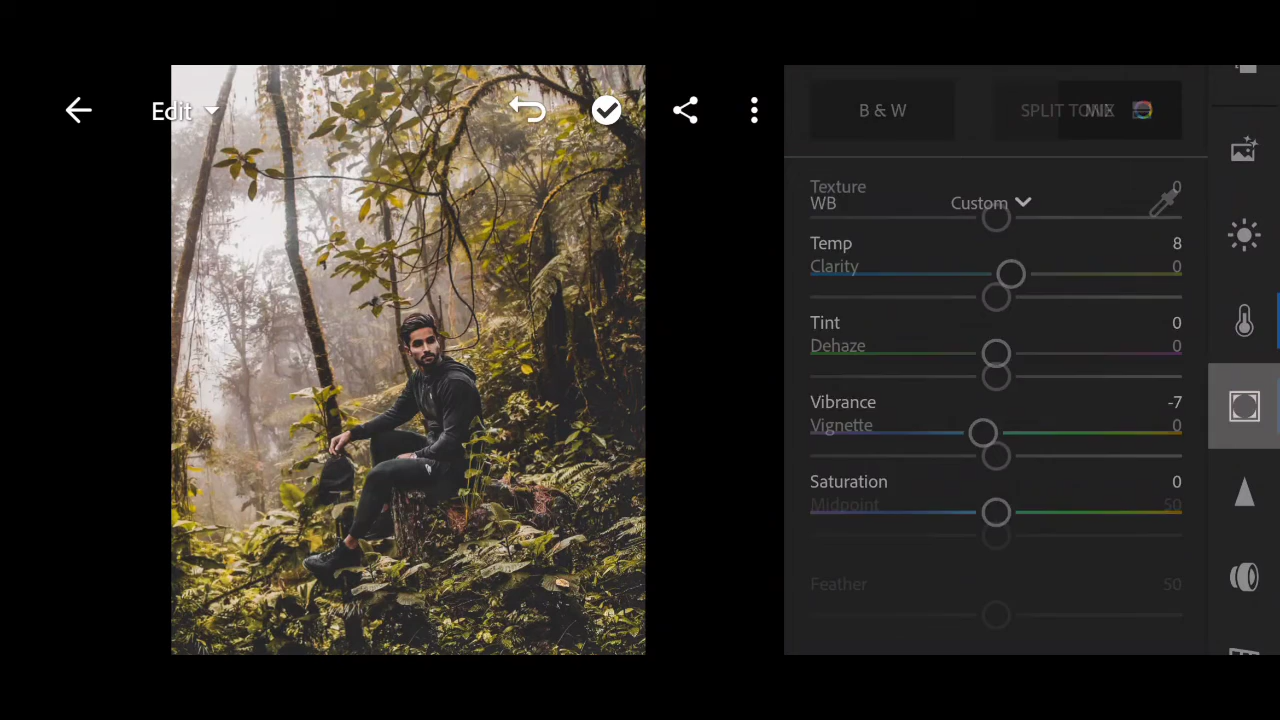 Edit
B & W
SPLIT TONE
MIX
Texture 0
WB Custom
Temp 8
Clarity 0
Tint 0
Dehaze 0
Vibrance -7
Vignette 0
Saturation 0
Midpoint 50
Feather 50